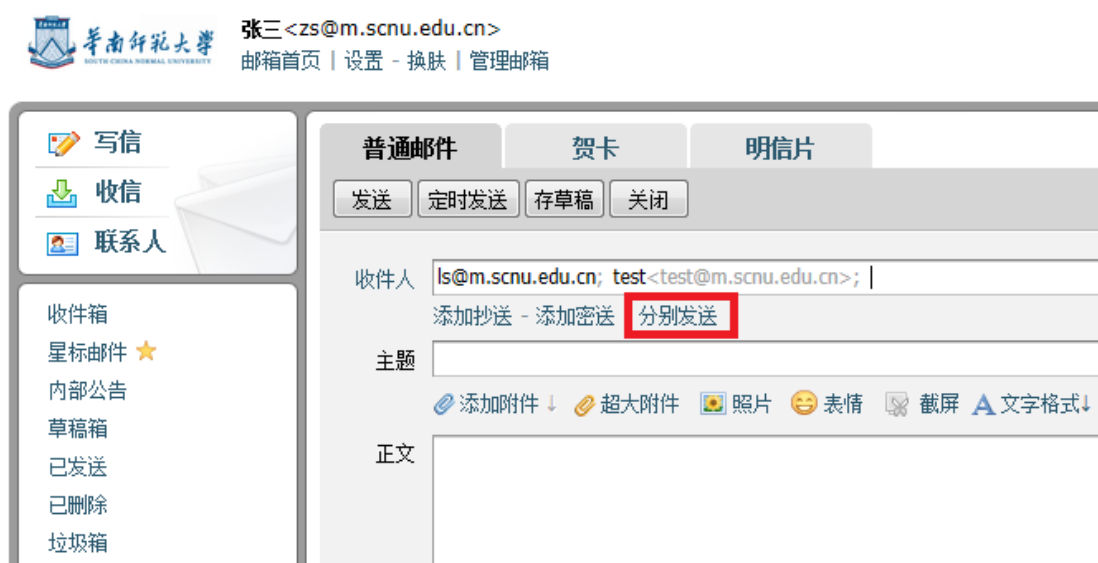 華南師範大學 张三<zs@m.scnu.edu.cn>
SOUTH CHINA NORMAL UNIVERSITY
邮箱首页 | 设置 - 换肤 | 管理邮箱
写信
收信
联系人
收件箱
星标邮件
内部公告
草稿箱
已发送
已删除
垃圾箱
普通邮件 贺卡 明信片
发送 定时发送 存草稿 关闭
收件人 ls@m.scnu.edu.cn; test<test@m.scnu.edu.cn>;
添加抄送 - 添加密送 分别发送
主题
添加附件↓ 超大附件 照片 表情 截屏 A 文字格式↓
正文